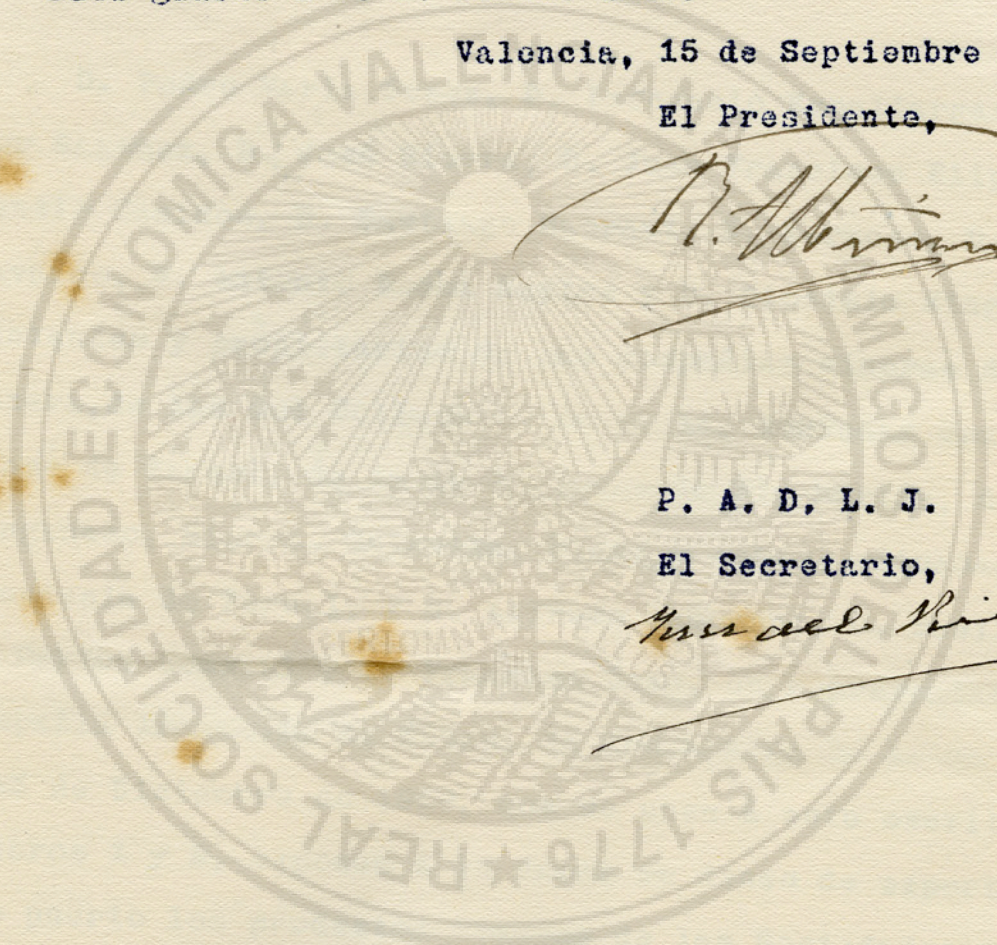 Valencia, 15 de Septiembre
El Presidente,
P. A. D. L. J.
El Secretario,
REAL SOCIEDAD ECONOMICA VALENCIANA DE AMIGOS DEL PAIS 1776